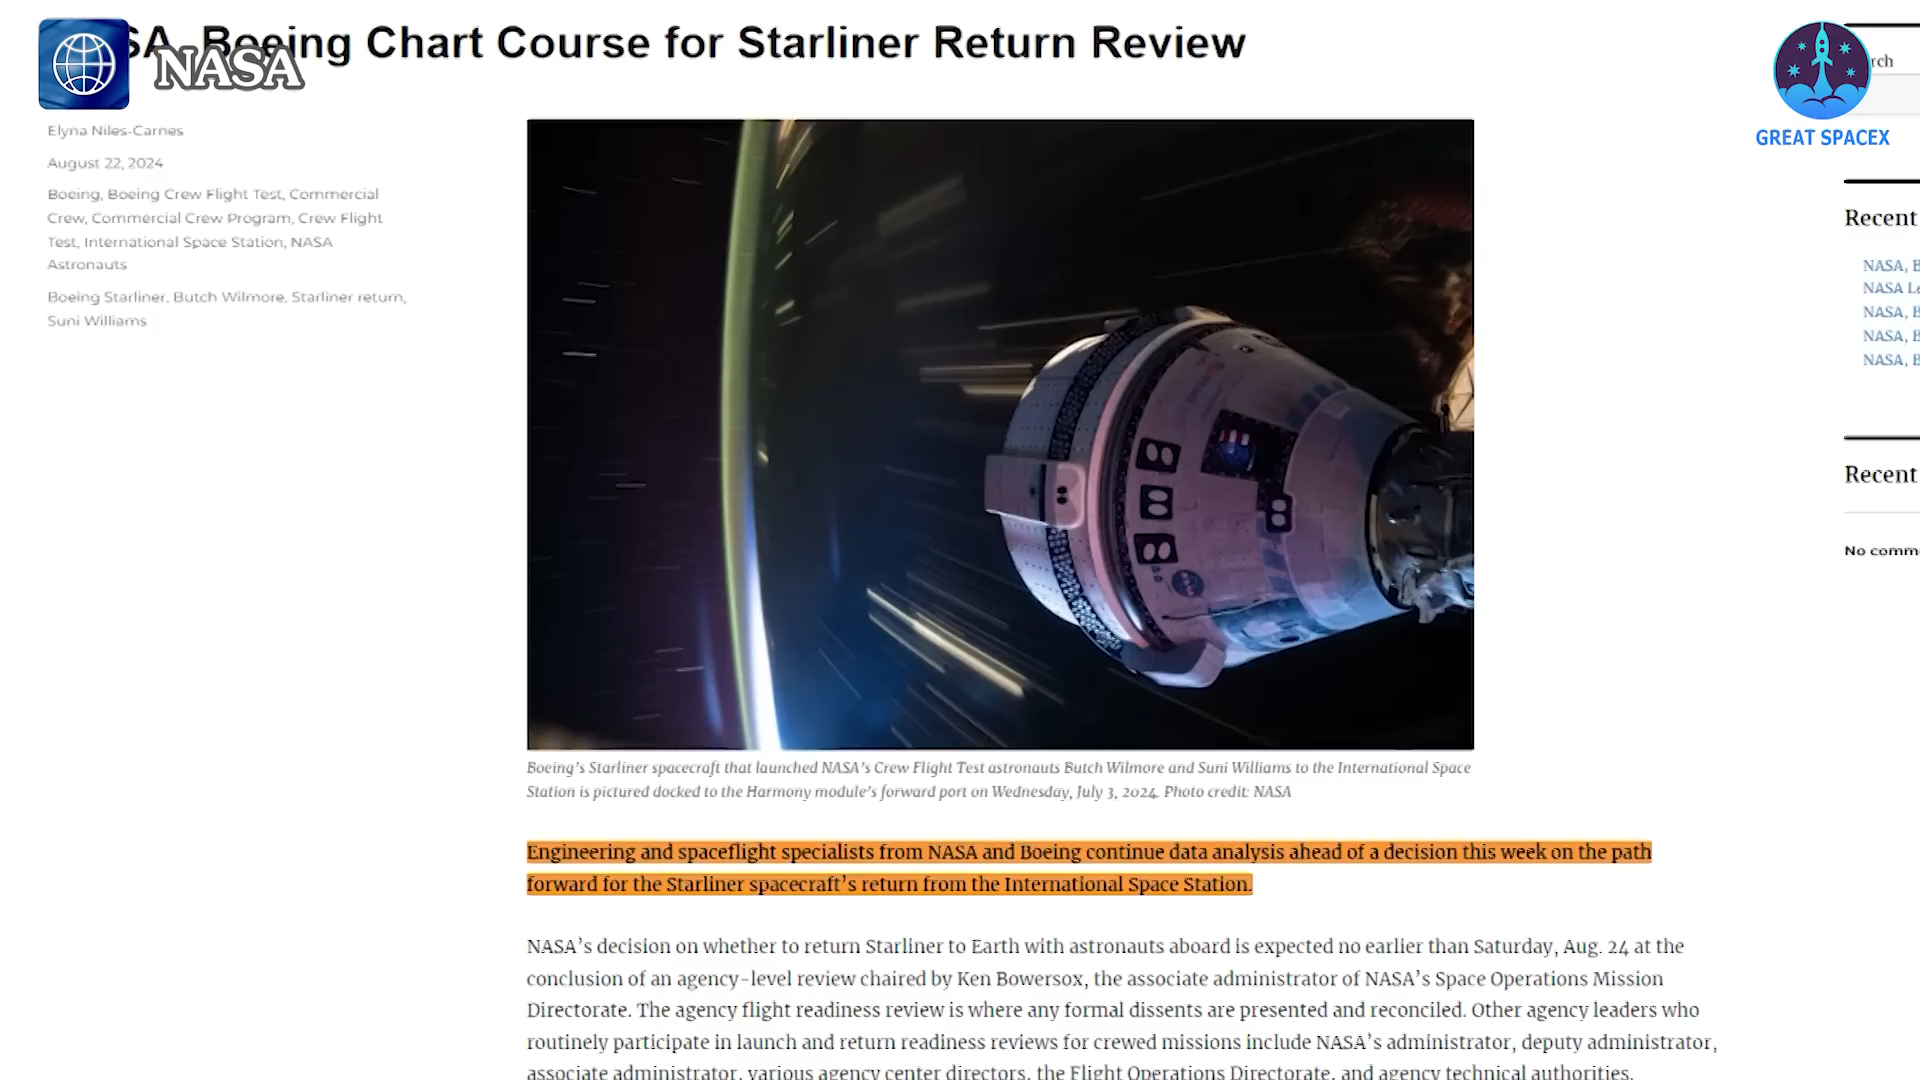 SA, Boeing Chart Course for Starliner Return Review
NASA
rch
GREAT SPACEX
Elyna Niles-Carnes
August 22, 2024
Boeing, Boeing Crew Flight Test, Commercial
Crew, Commercial Crew Program, Crew Flight
Test, International Space Station, NASA
Astronauts
Boeing Starliner, Butch Wilmore, Starliner return,
Suni Williams
Recent
NASA, B
NASA Le
NASA, B
NASA, B
NASA, B
Recent
No comm
Boeing’s Starliner spacecraft that launched NASA’s Crew Flight Test astronauts Butch Wilmore and Suni Williams to the International Space
Station is pictured docked to the Harmony module’s forward port on Wednesday, July 3, 2024. Photo credit: NASA
Engineering and spaceflight specialists from NASA and Boeing continue data analysis ahead of a decision this week on the path
forward for the Starliner spacecraft’s return from the International Space Station.
NASA’s decision on whether to return Starliner to Earth with astronauts aboard is expected no earlier than Saturday, Aug. 24 at the
conclusion of an agency-level review chaired by Ken Bowersox, the associate administrator of NASA’s Space Operations Mission
Directorate. The agency flight readiness review is where any formal dissents are presented and reconciled. Other agency leaders who
routinely participate in launch and return readiness reviews for crewed missions include NASA’s administrator, deputy administrator,
associate administrator, various agency center directors, the Flight Operations Directorate, and agency technical authorities.